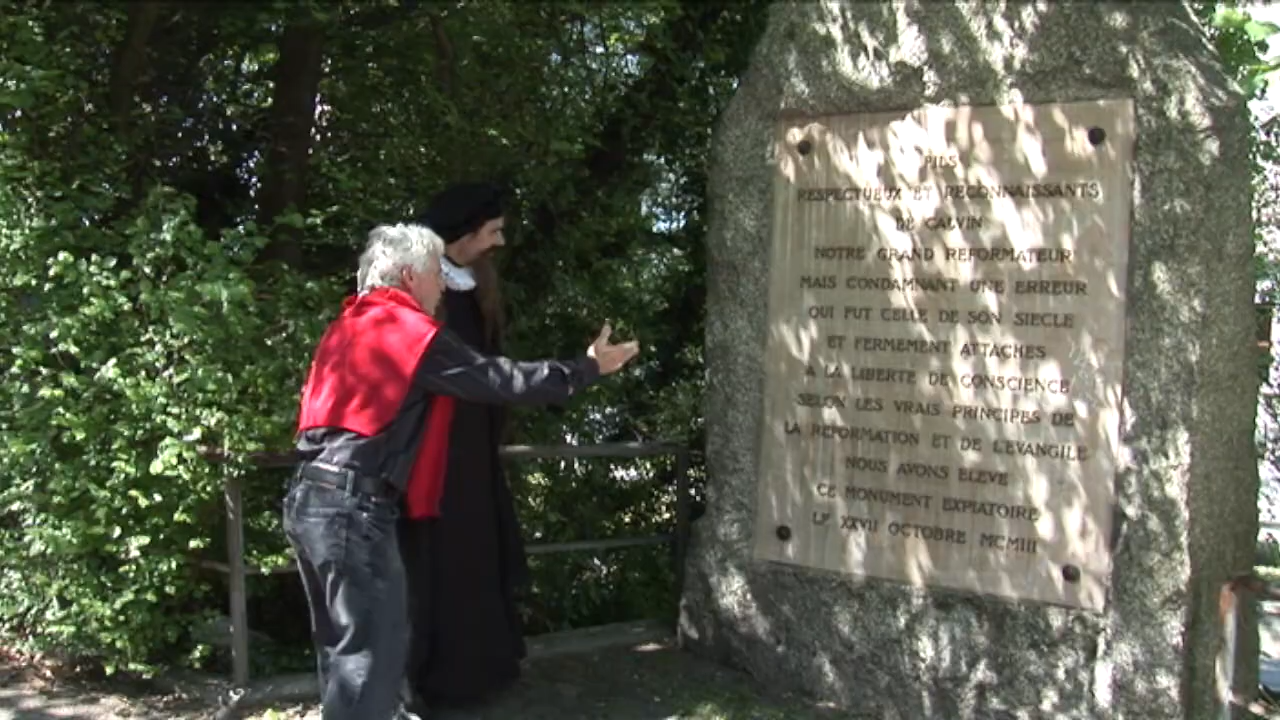 FILS
RESPECTUEUX ET RECONNAISSANTS
DE CALVIN
NOTRE GRAND REFORMATEUR
MAIS CONDAMNANT UNE ERREUR
QUI FUT CELLE DE SON SIECLE
ET FERMEMENT ATTACHES
A LA LIBERTE DE CONSCIENCE
SELON LES VRAIS PRINCIPES DE
LA REFORMATION ET DE L'EVANGILE
NOUS AVONS ELEVE
CE MONUMENT EXPIATOIRE
LE XXVII OCTOBRE MCMIII